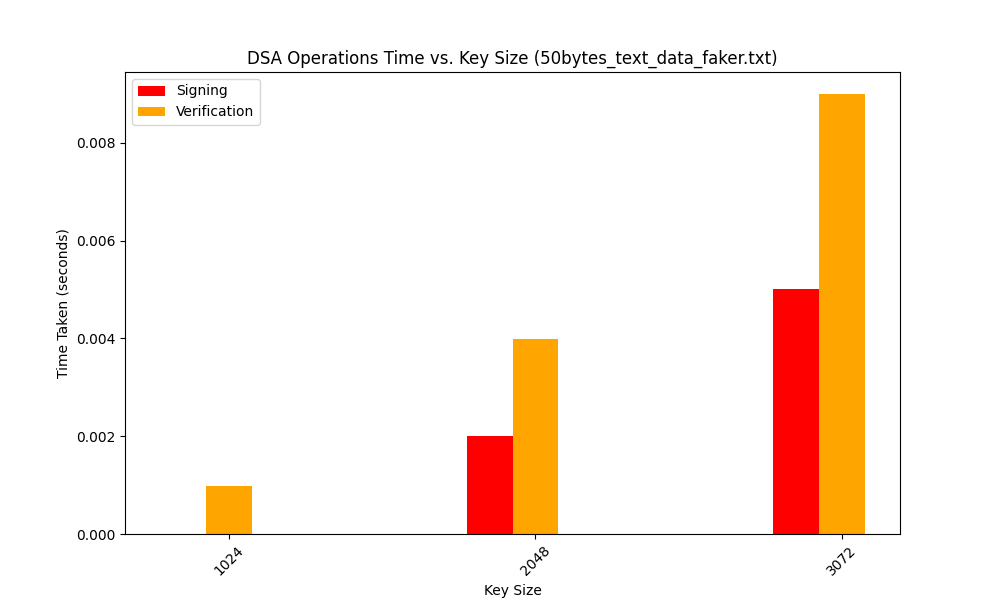 DSA Operations Time vs. Key Size (50bytes_text_data_faker.txt)
Signing
Verification
0.008
0.006
0.004
0.002
0.000
Time Taken (seconds)
1024
2048
3072
Key Size